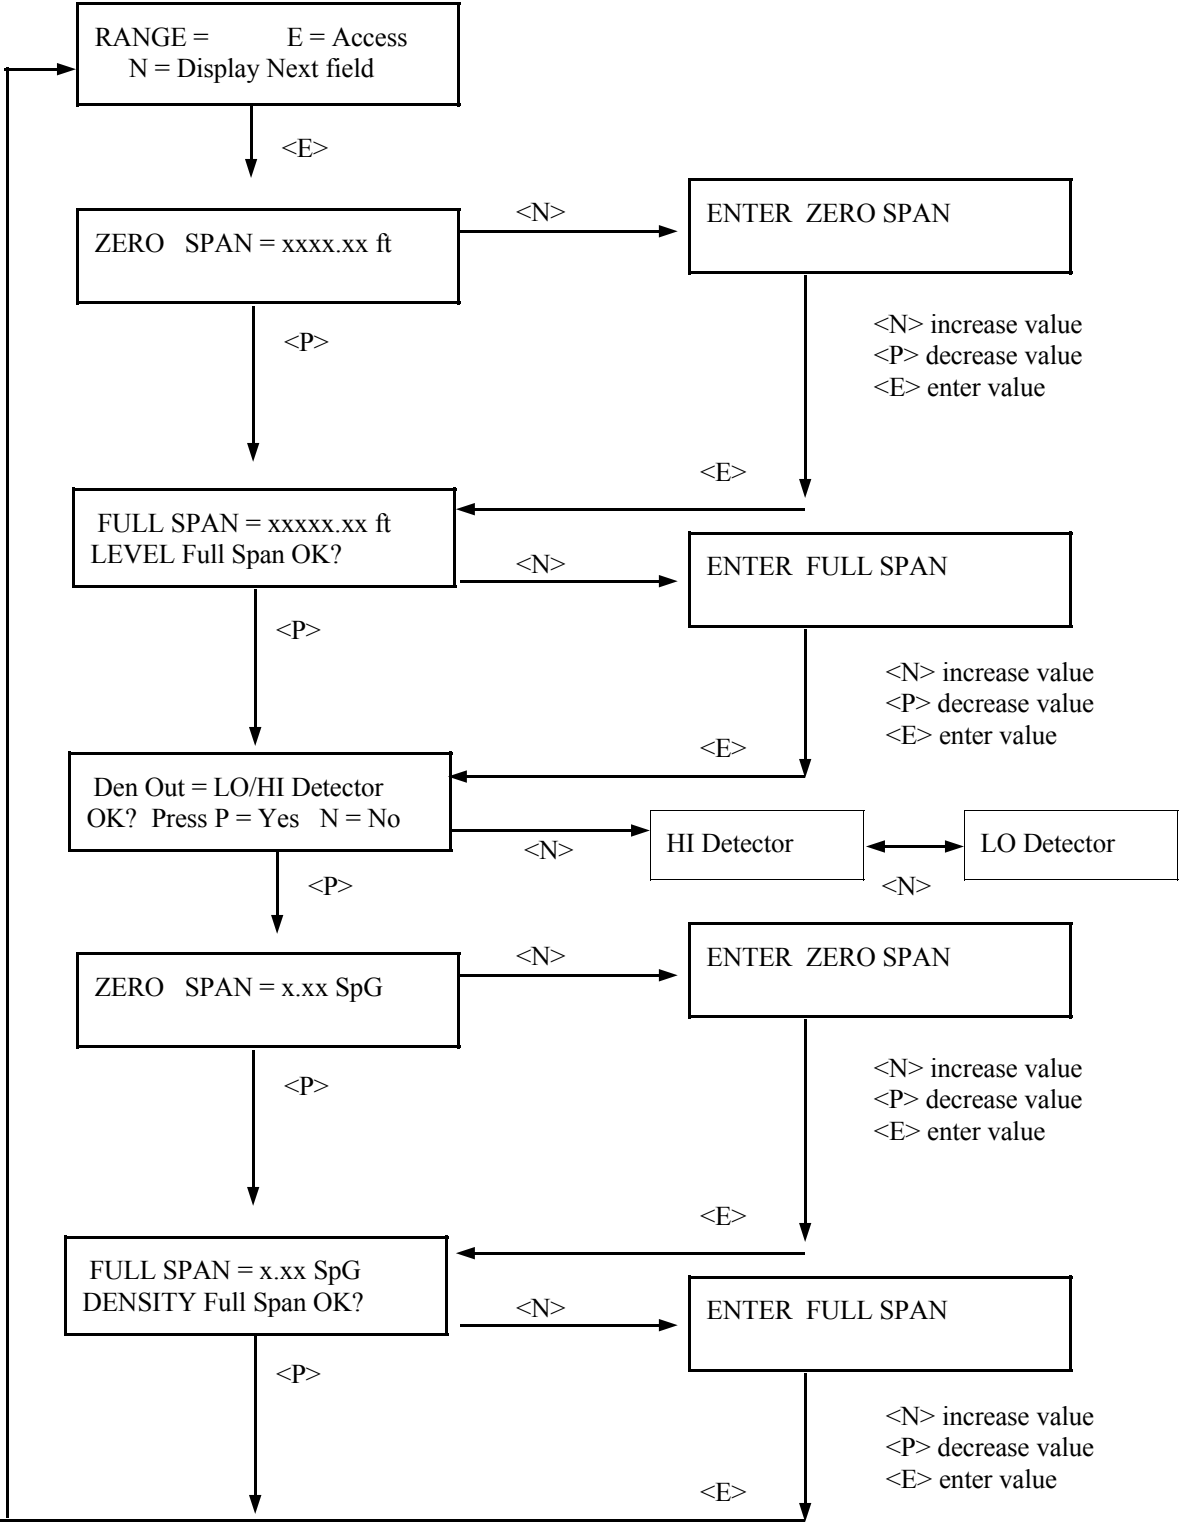 RANGE = E = Access
N = Display Next field
<E>
ZERO SPAN = xxxx.xx ft
<N>
ENTER ZERO SPAN
<P>
<N> increase value
<P> decrease value
<E> enter value
<E>
FULL SPAN = xxxxx.xx ft
LEVEL Full Span OK?
<N>
ENTER FULL SPAN
<P>
<N> increase value
<P> decrease value
<E> enter value
<E>
Den Out = LO/HI Detector
OK? Press P = Yes N = No
<N>
HI Detector
<N>
LO Detector
<P>
ZERO SPAN = x.xx SpG
<N>
ENTER ZERO SPAN
<P>
<N> increase value
<P> decrease value
<E> enter value
<E>
FULL SPAN = x.xx SpG
DENSITY Full Span OK?
<N>
ENTER FULL SPAN
<P>
<N> increase value
<P> decrease value
<E> enter value
<E>